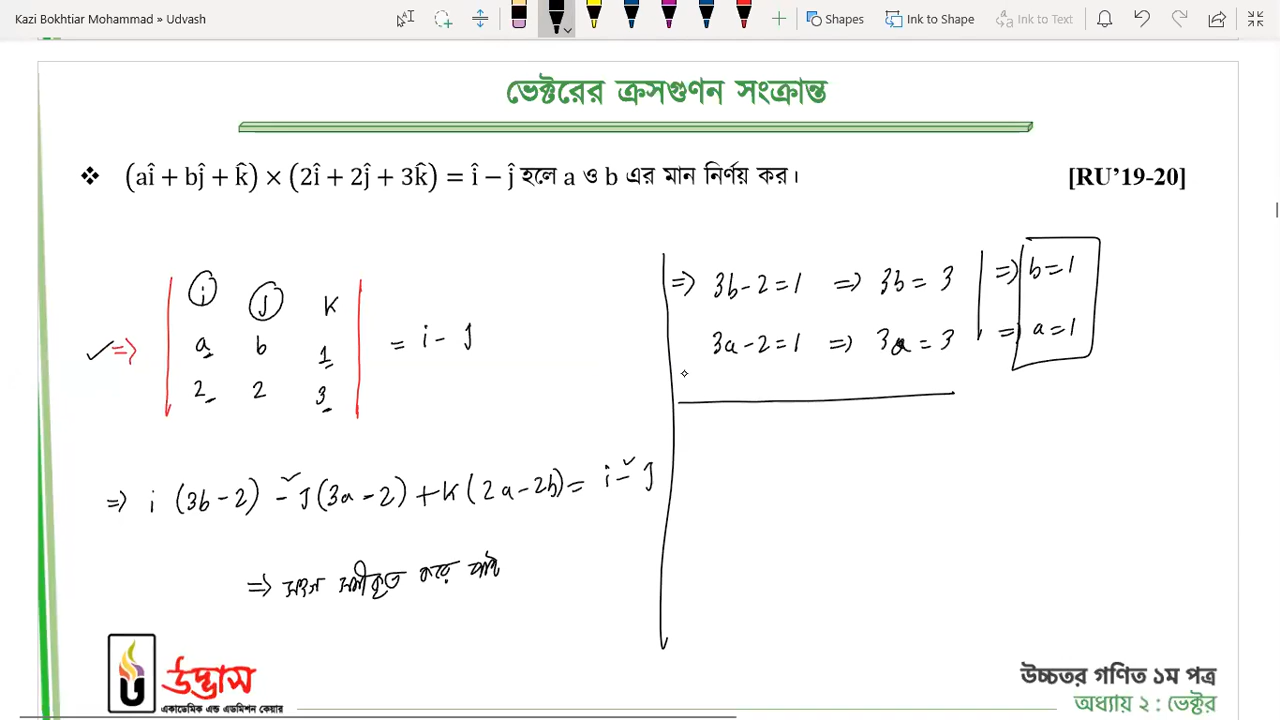 Kazi Bokhtiar Mohammad » Udvash
Shapes Ink to Shape Ink to Text
ভেক্টরের ক্রসগুণন সংক্রান্ত
❖ (aî + bĵ + k̂) × (2î + 2ĵ + 3k̂) = î − ĵ হলে a ও b এর মান নির্ণয় কর। [RU’19-20]
i J K
⇒ a b 1 = i − J
2 2 3
⇒ i (3b − 2) − J (3a − 2) + K (2a − 2b) = i − J
⇒ সহগ সমীকৃত করে পাই
⇒ 3b − 2 = 1 ⇒ 3b = 3 ⇒ b = 1
3a − 2 = 1 ⇒ 3a = 3 ⇒ a = 1
উদ্ভাস
একাডেমিক এন্ড এডমিশন কেয়ার
উচ্চতর গণিত ১ম পত্র
অধ্যায় ২ : ভেক্টর